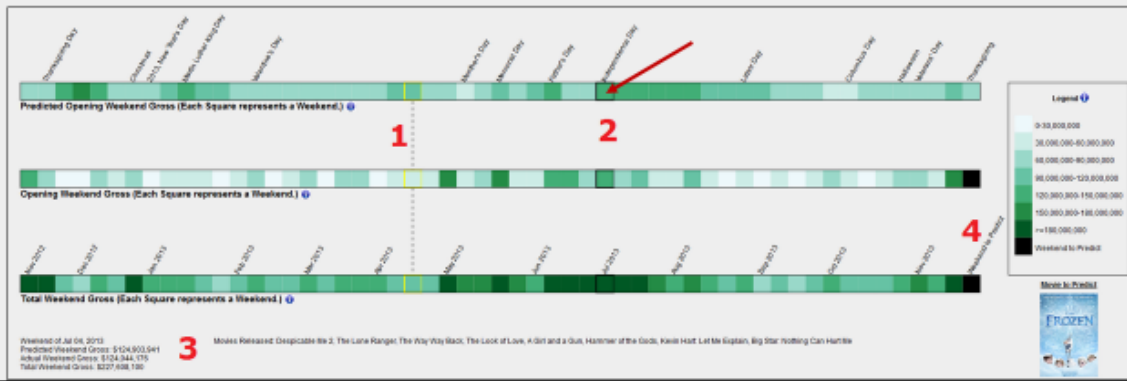 Thanksgiving Day
Christmas
2013, New Year's Day
Martin Luther King Day
Valentine's Day
Mother's Day
Memorial Day
Father's Day
Independence Day
Labor Day
Columbus Day
Halloween
Veterans' Day
Thanksgiving
Predicted Opening Weekend Gross (Each Square represents a Weekend.)
1
2
Opening Weekend Gross (Each Square represents a Weekend.)
Nov 2012
Dec 2012
Jan 2013
Feb 2013
Mar 2013
Apr 2013
May 2013
Jun 2013
Jul 2013
Aug 2013
Sep 2013
Oct 2013
Nov 2013
Weekend to Predict
4
Total Weekend Gross (Each Square represents a Weekend.)
Legend
0-30,000,000
30,000,000-60,000,000
60,000,000-90,000,000
90,000,000-120,000,000
120,000,000-150,000,000
150,000,000-180,000,000
>=180,000,000
Weekend to Predict
Movie to Predict
FROZEN
Weekend of Jul 04, 2013
Predicted Weekend Gross: $124,903,941
Actual Weekend Gross: $124,044,175
Total Weekend Gross:
3
Movies Released: Despicable Me 2, The Lone Ranger, The Way Way Back, The Look of Love, A Girl and a Gun, Hammer of the Gods, Kevin Hart: Let Me Explain, Big Star: Nothing Can Hurt Me